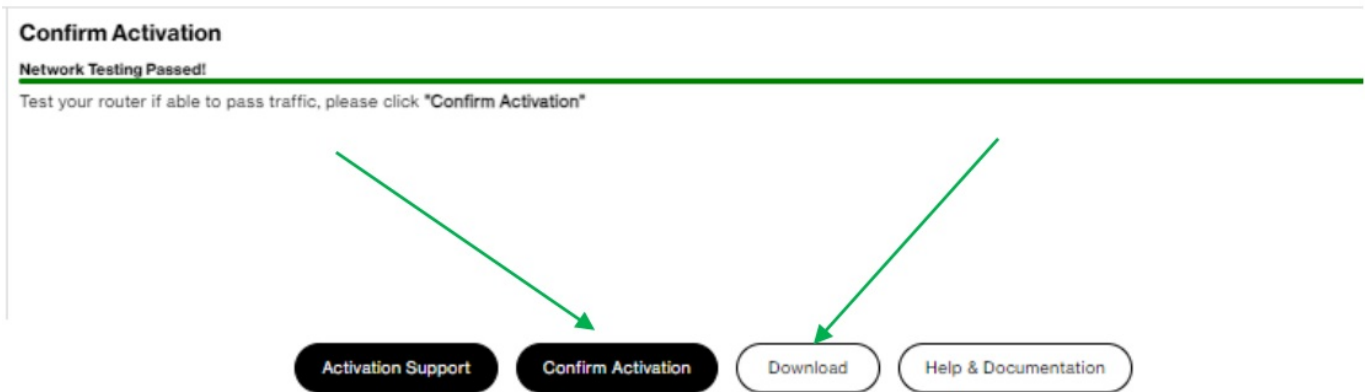 Confirm Activation
Network Testing Passed!
Test your router if able to pass traffic, please click "Confirm Activation"
Activation Support
Confirm Activation
Download
Help & Documentation